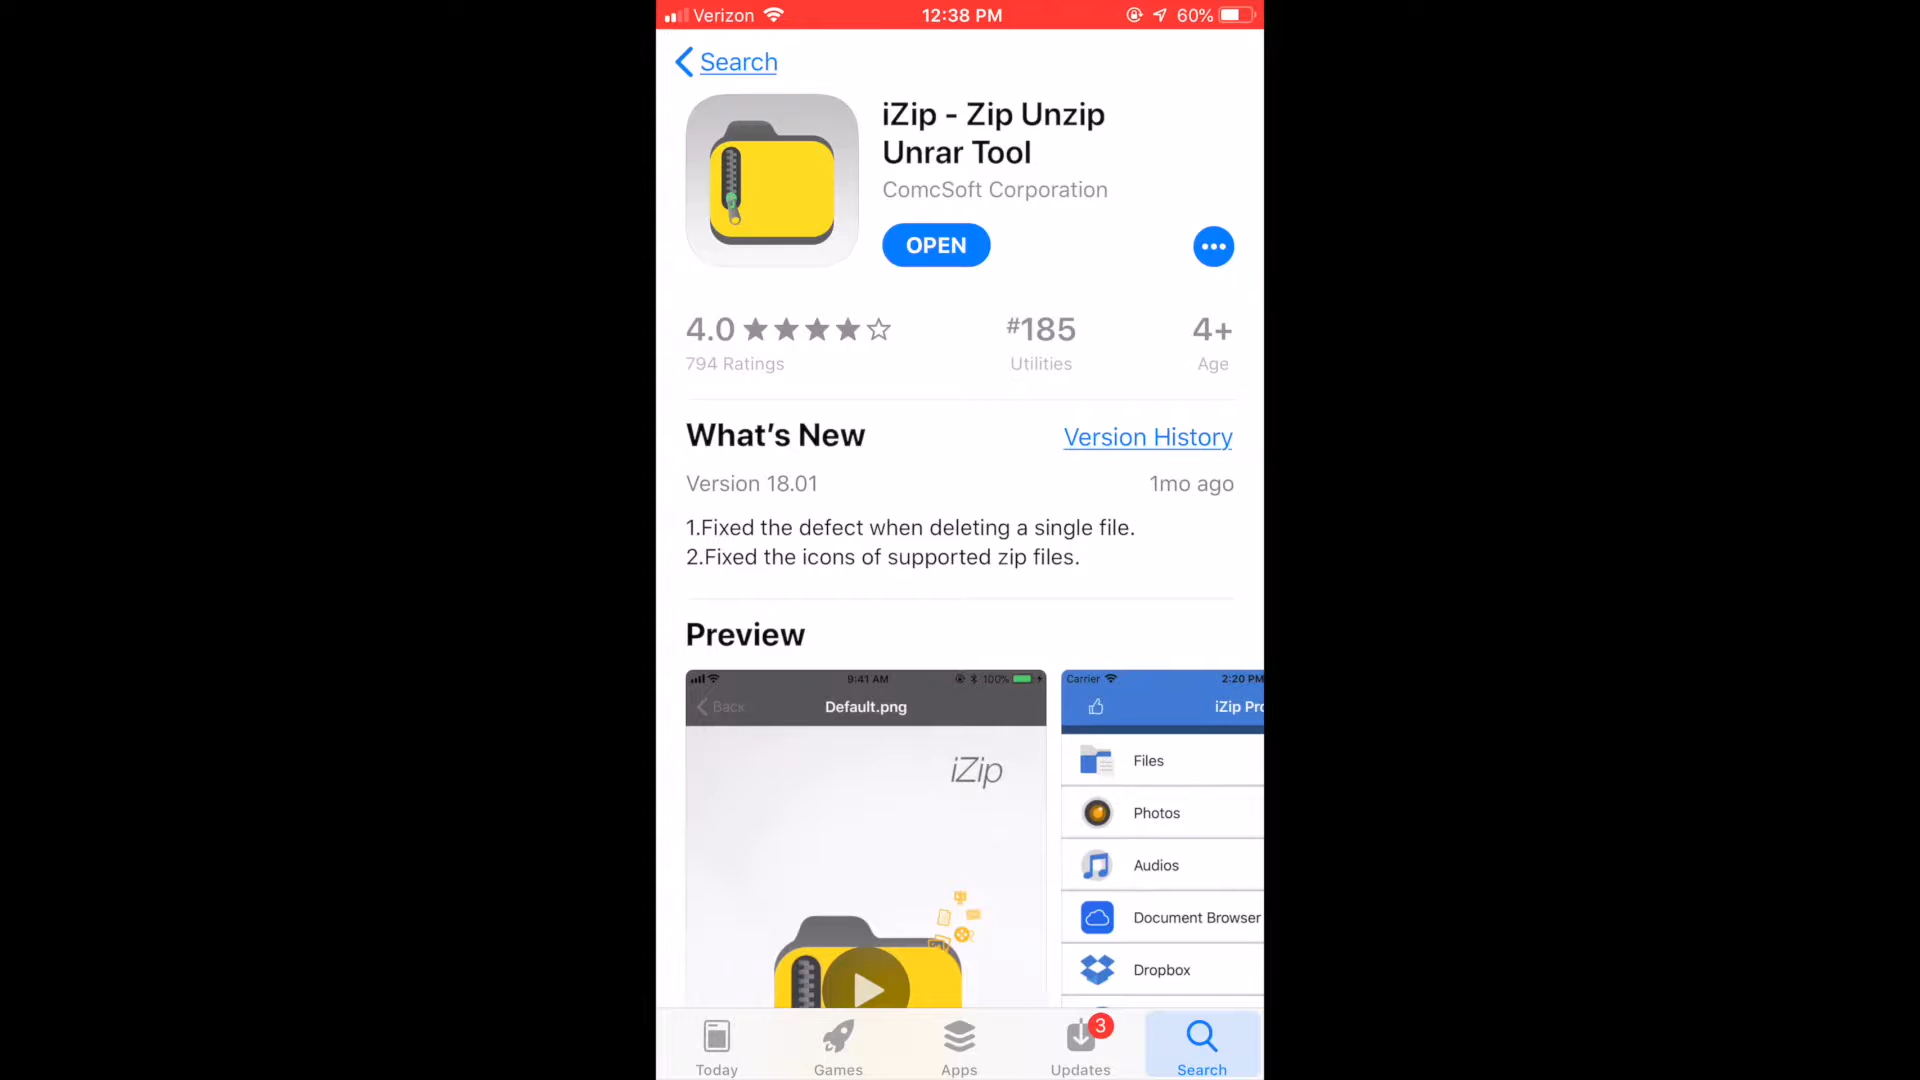 Verizon 12:38 PM 60%
Search
iZip - Zip Unzip
Unrar Tool
ComcSoft Corporation
OPEN
4.0 #185 4+
794 Ratings Utilities Age
What's New Version History
Version 18.01 1mo ago
1.Fixed the defect when deleting a single file.
2.Fixed the icons of supported zip files.
Preview
9:41 AM 100%
Back Default.png
iZip
Carrier 2:20 PM
iZip Pro
Files
Photos
Audios
Document Browser
Dropbox
3
Today Games Apps Updates Search